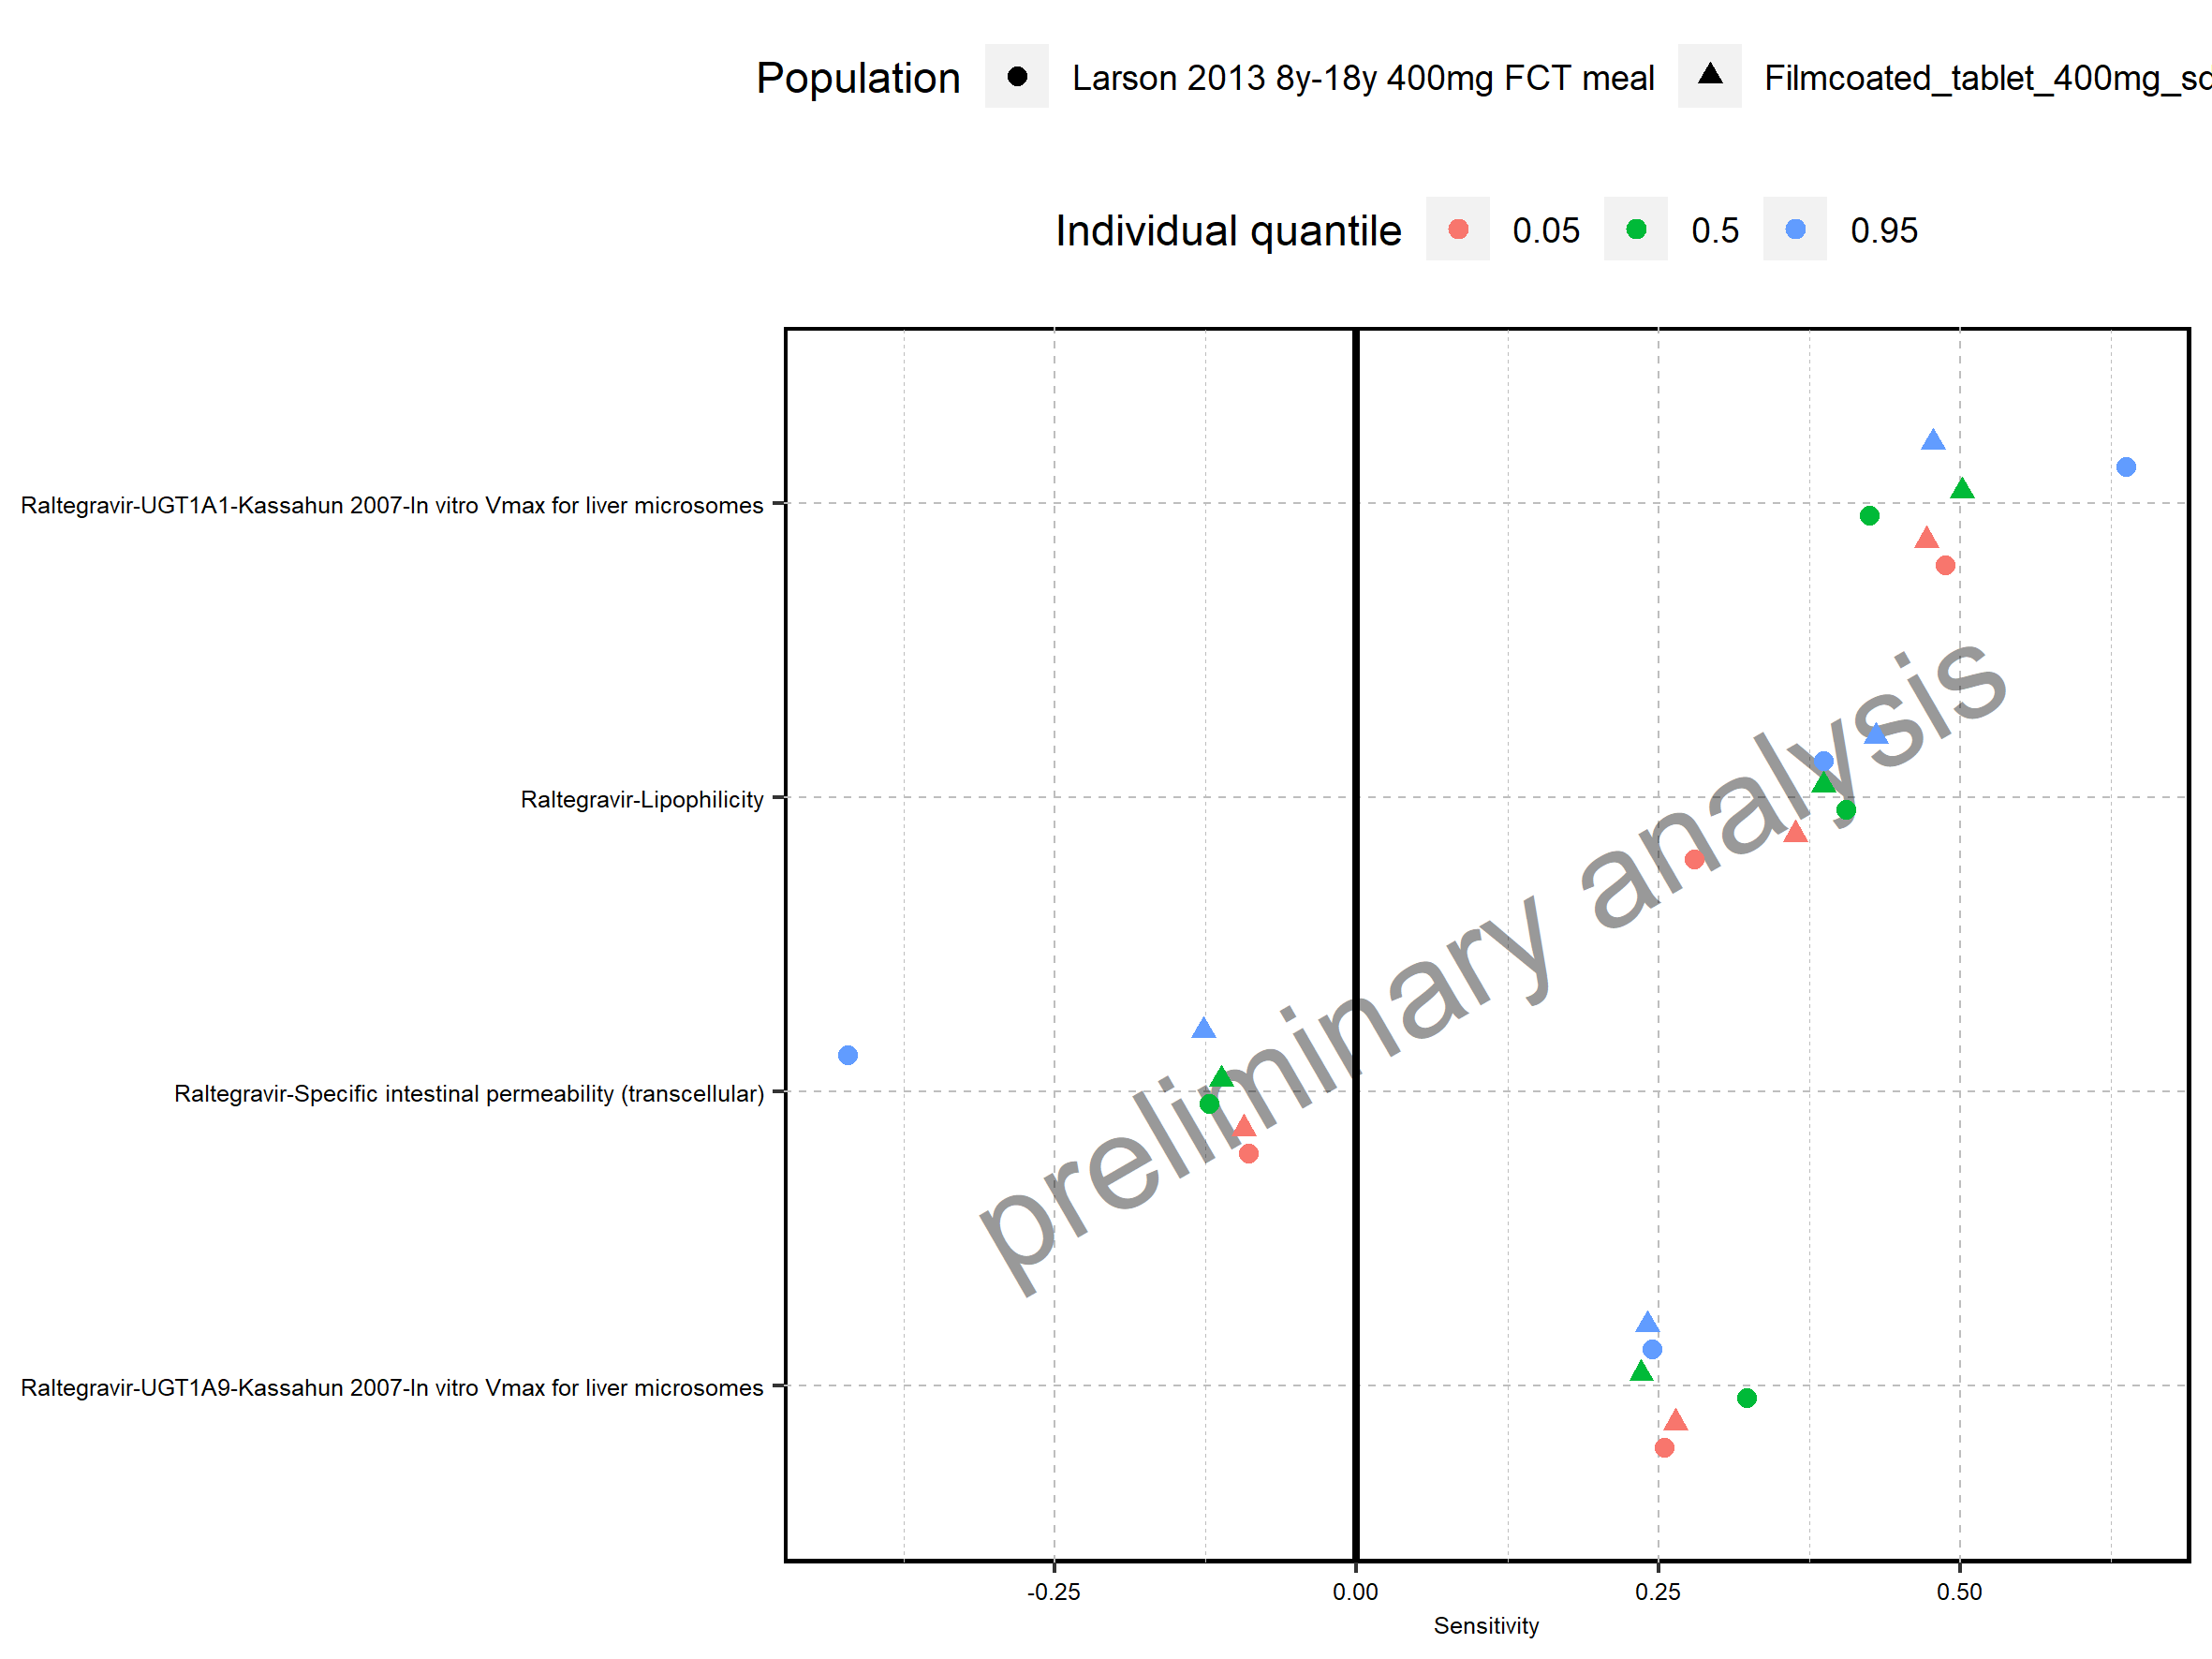 Population Larson 2013 8y-18y 400mg FCT meal Filmcoated_tablet_400mg_sd
Individual quantile 0.05 0.5 0.95
Raltegravir-UGT1A1-Kassahun 2007-In vitro Vmax for liver microsomes
Raltegravir-Lipophilicity
Raltegravir-Specific intestinal permeability (transcellular)
Raltegravir-UGT1A9-Kassahun 2007-In vitro Vmax for liver microsomes
preliminary analysis
-0.25 0.00 0.25 0.50
Sensitivity